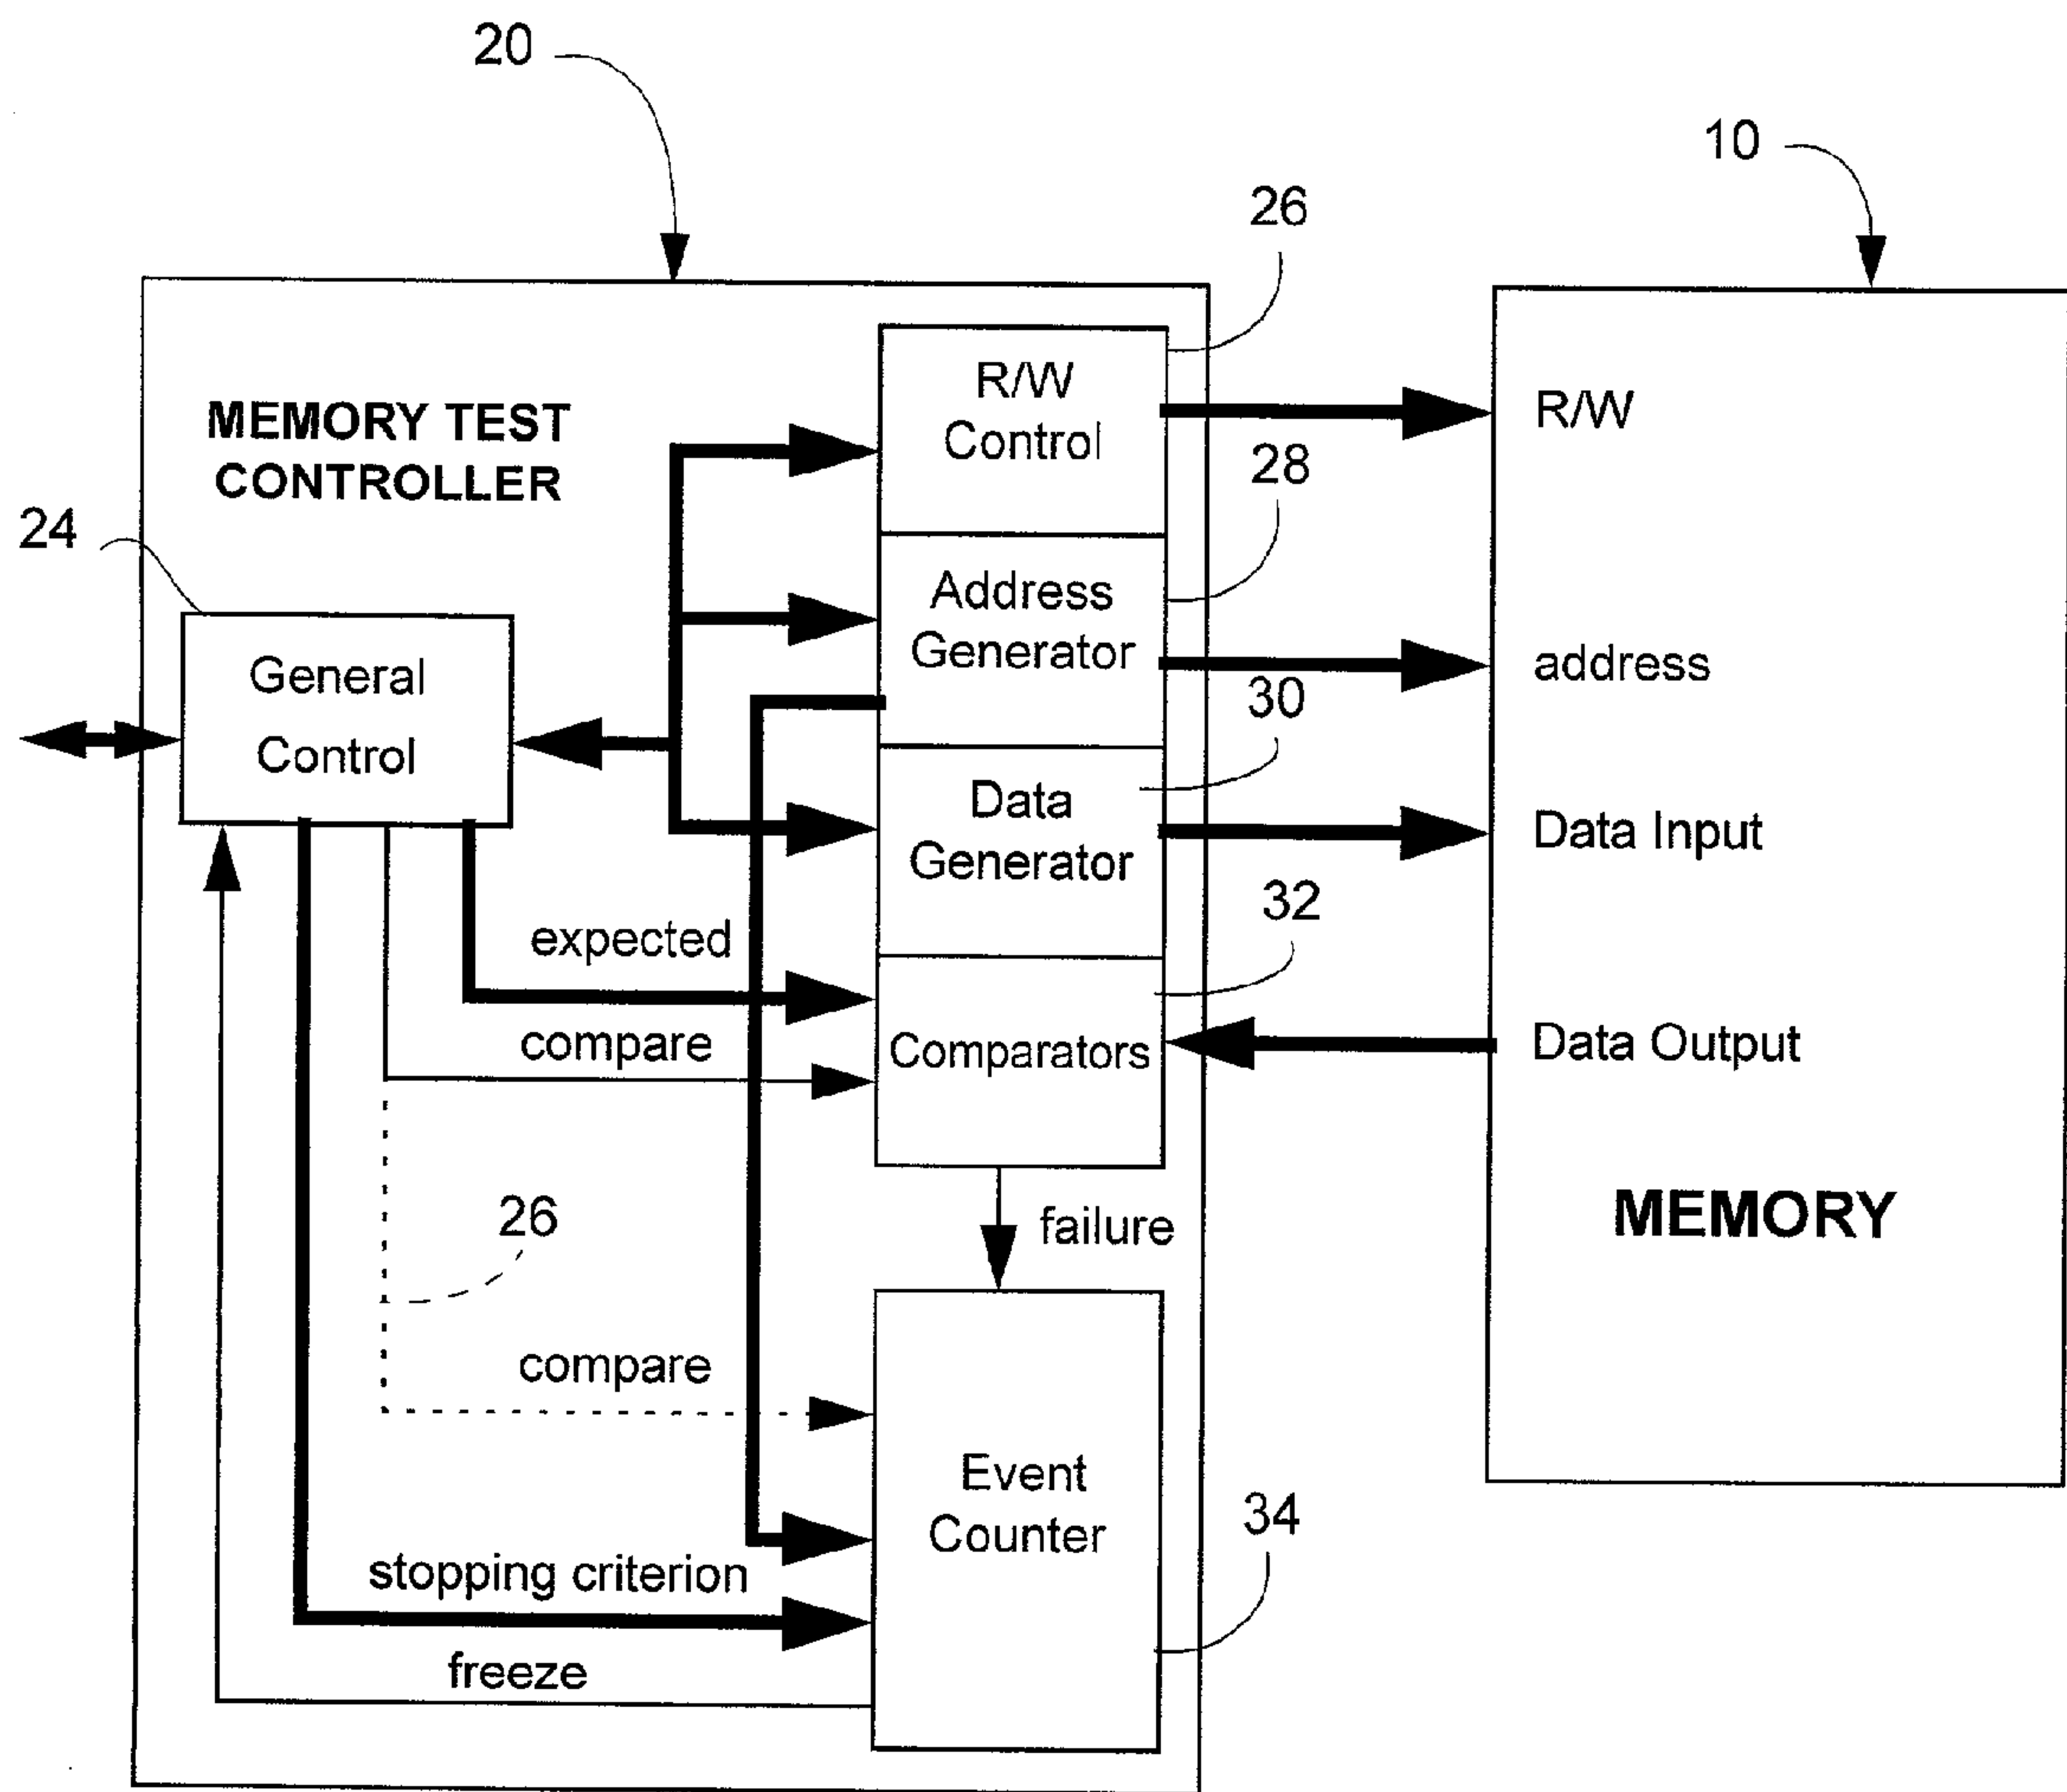 20
10
26
MEMORY TEST
CONTROLLER
R/W
Control
R/W
28
24
Address
Generator
address
General
Control
30
Data
Generator
Data Input
32
expected
compare
Comparators
Data Output
26
failure
MEMORY
compare
Event
Counter
34
stopping criterion
freeze